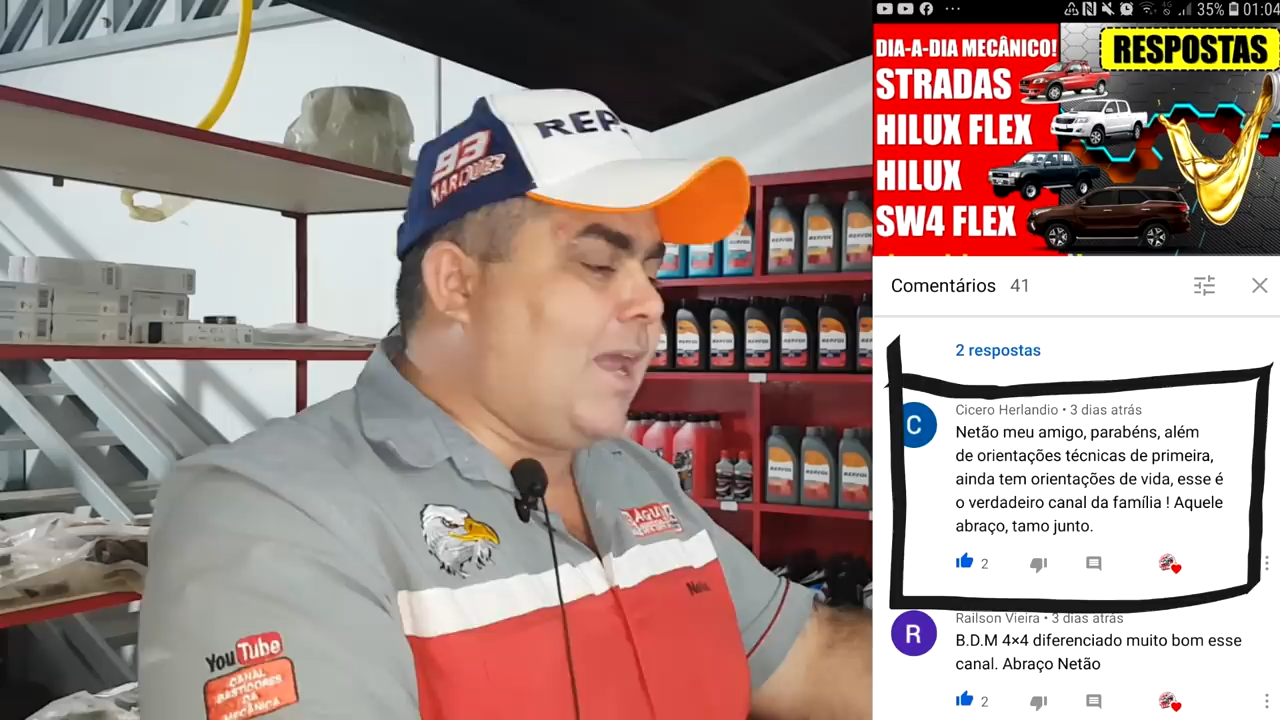 93
MARQUEZ
REP
Neto
YouTube
CANAL
BASTIDORES
DA
MECÂNICA
35% 01:04
DIA-A-DIA MECÂNICO!
RESPOSTAS
STRADAS
HILUX FLEX
HILUX
SW4 FLEX
Comentários 41
2 respostas
C
Cicero Herlandio • 3 dias atrás
Netão meu amigo, parabéns, além
de orientações técnicas de primeira,
ainda tem orientações de vida, esse é
o verdadeiro canal da família ! Aquele
abraço, tamo junto.
2
R
Railson Vieira • 3 dias atrás
B.D.M 4×4 diferenciado muito bom esse
canal. Abraço Netão
2